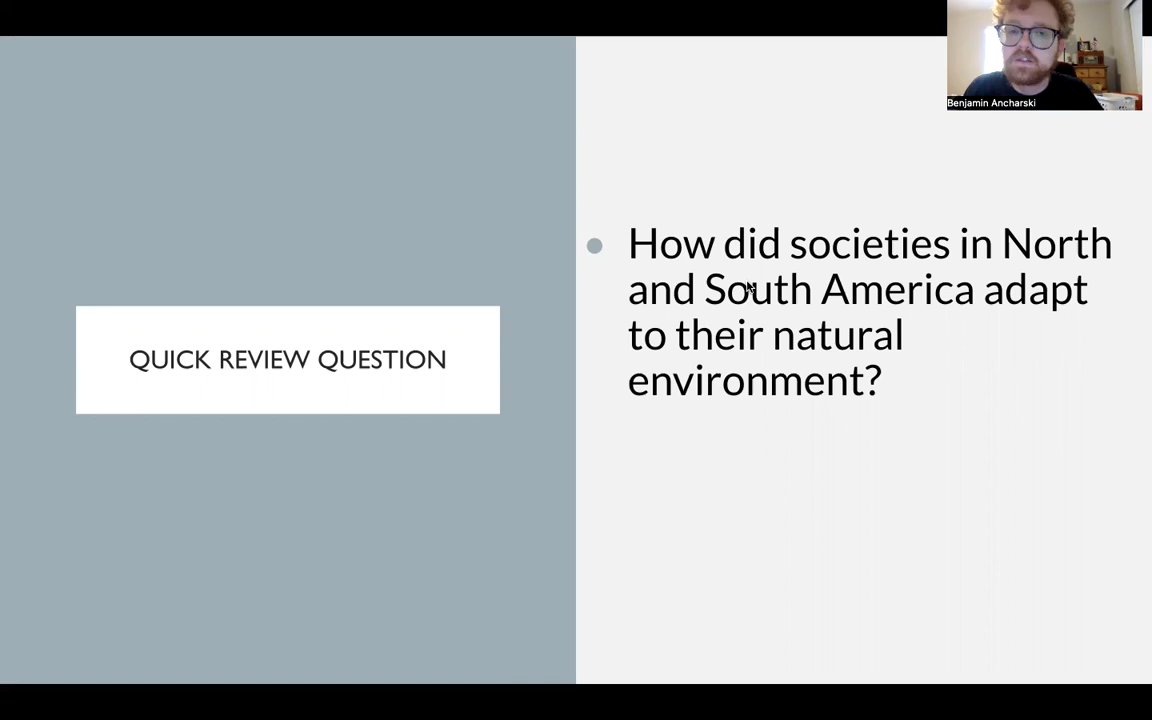 Benjamin Ancharski
QUICK REVIEW QUESTION
• How did societies in North
and South America adapt
to their natural
environment?